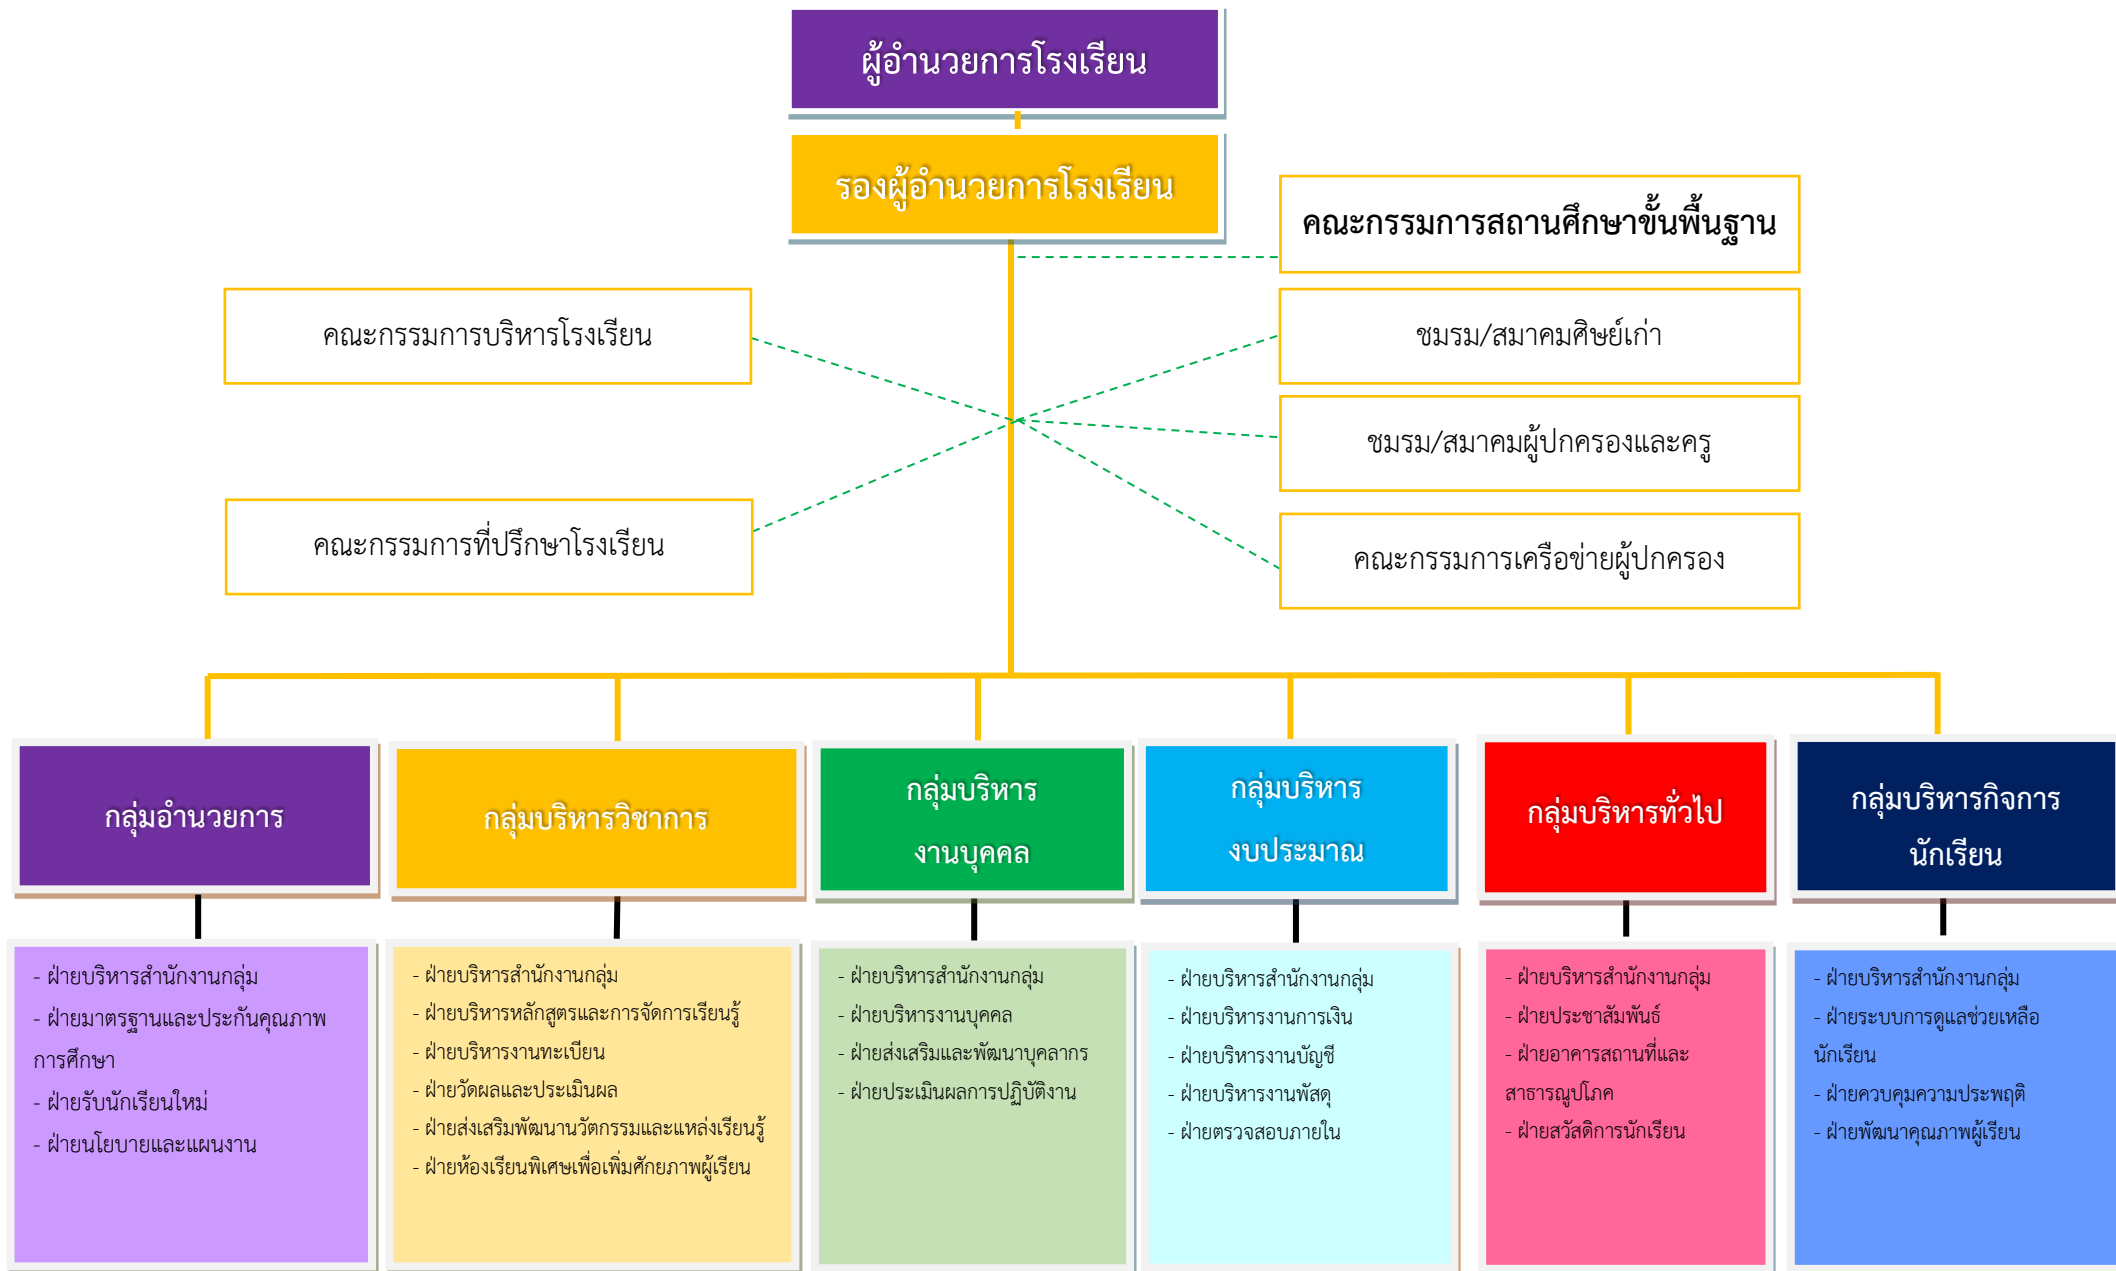 ผู้อำนวยการโรงเรียน
รองผู้อำนวยการโรงเรียน
คณะกรรมการสถานศึกษาขั้นพื้นฐาน
คณะกรรมการบริหารโรงเรียน
ชมรม/สมาคมศิษย์เก่า
ชมรม/สมาคมผู้ปกครองและครู
คณะกรรมการที่ปรึกษาโรงเรียน
คณะกรรมการเครือข่ายผู้ปกครอง
กลุ่มอำนวยการ
- ฝ่ายบริหารสำนักงานกลุ่ม
- ฝ่ายมาตรฐานและประกันคุณภาพ
การศึกษา
- ฝ่ายรับนักเรียนใหม่
- ฝ่ายนโยบายและแผนงาน
กลุ่มบริหารวิชาการ
- ฝ่ายบริหารสำนักงานกลุ่ม
- ฝ่ายบริหารหลักสูตรและการจัดการเรียนรู้
- ฝ่ายบริหารงานทะเบียน
- ฝ่ายวัดผลและประเมินผล
- ฝ่ายส่งเสริมพัฒนานวัตกรรมและแหล่งเรียนรู้
- ฝ่ายห้องเรียนพิเศษเพื่อเพิ่มศักยภาพผู้เรียน
กลุ่มบริหาร
งานบุคคล
- ฝ่ายบริหารสำนักงานกลุ่ม
- ฝ่ายบริหารงานบุคคล
- ฝ่ายส่งเสริมและพัฒนาบุคลากร
- ฝ่ายประเมินผลการปฏิบัติงาน
กลุ่มบริหาร
งบประมาณ
- ฝ่ายบริหารสำนักงานกลุ่ม
- ฝ่ายบริหารงานการเงิน
- ฝ่ายบริหารงานบัญชี
- ฝ่ายบริหารงานพัสดุ
- ฝ่ายตรวจสอบภายใน
กลุ่มบริหารทั่วไป
- ฝ่ายบริหารสำนักงานกลุ่ม
- ฝ่ายประชาสัมพันธ์
- ฝ่ายอาคารสถานที่และ
สาธารณูปโภค
- ฝ่ายสวัสดิการนักเรียน
กลุ่มบริหารกิจการ
นักเรียน
- ฝ่ายบริหารสำนักงานกลุ่ม
- ฝ่ายระบบการดูแลช่วยเหลือ
นักเรียน
- ฝ่ายควบคุมความประพฤติ
- ฝ่ายพัฒนาคุณภาพผู้เรียน